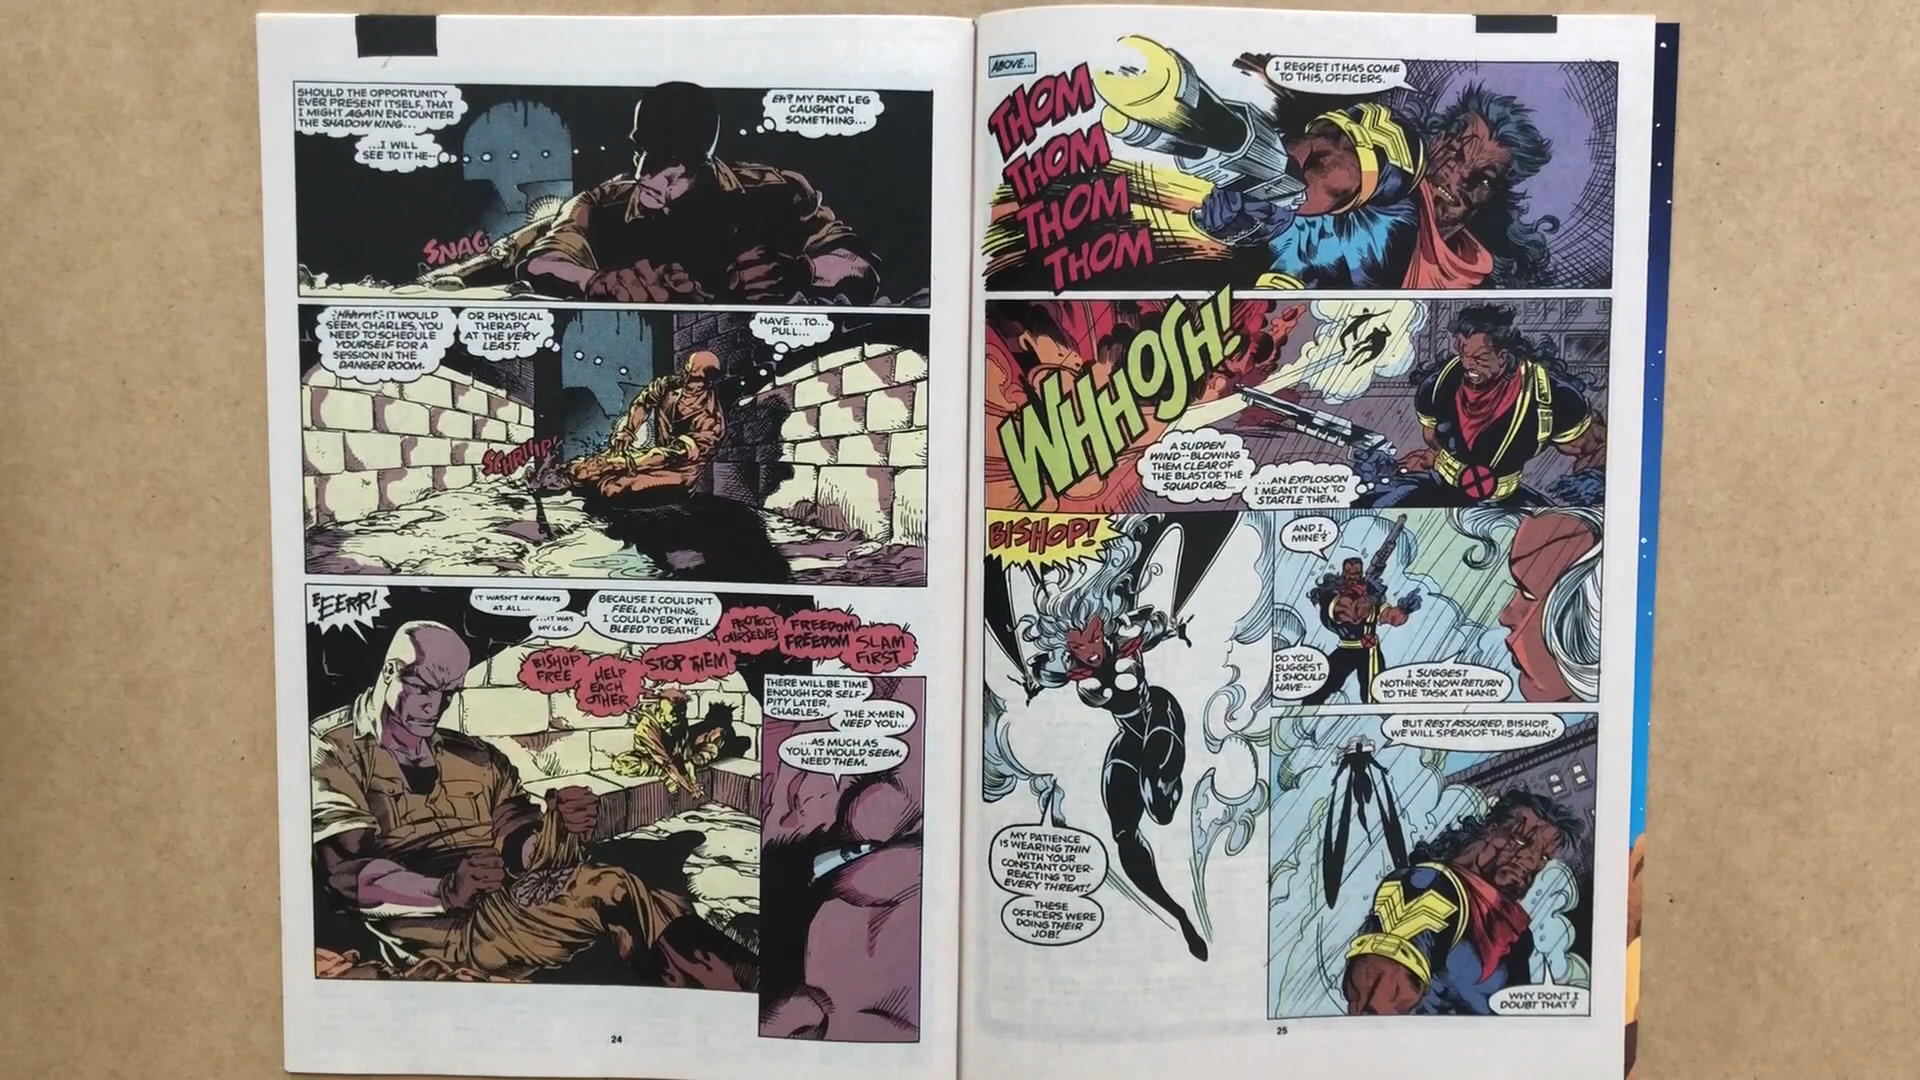 SHOULD THE OPPORTUNITY
EVER PRESENT ITSELF, THAT
I MIGHT AGAIN ENCOUNTER
THE SHADOW KING...
...I WILL
SEE TO IT HE--
EH? MY PANT LEG
CAUGHT ON
SOMETHING...
SNAG
:Hhhrnt: IT WOULD
SEEM, CHARLES, YOU
NEED TO SCHEDULE
YOURSELF FOR A
SESSION IN THE
DANGER ROOM.
OR PHYSICAL
THERAPY
AT THE VERY
LEAST.
HAVE...TO...
PULL...
SCHRIIIP!
EEERR!
IT WASN'T MY PANTS
AT ALL...
...IT WAS
MY LEG.
BECAUSE I COULDN'T
FEEL ANYTHING,
I COULD VERY WELL
BLEED TO DEATH!
BISHOP
FREE
HELP
EACH
OTHER
STOP THEM
PROTECT
OURSELVES
FREEDOM
FREEDOM
SLAM
FIRST
THERE WILL BE TIME
ENOUGH FOR SELF-
PITY LATER,
CHARLES.
THE X-MEN
NEED YOU...
...AS MUCH AS
YOU, IT WOULD SEEM,
NEED THEM.
24
ABOVE...
THOM
THOM
THOM
THOM
I REGRET IT HAS COME
TO THIS, OFFICERS.
WHHOSH!
A SUDDEN
WIND--BLOWING
THEM CLEAR OF
THE BLAST OF THE
SQUAD CARS...
...AN EXPLOSION
I MEANT ONLY TO
STARTLE THEM.
BISHOP!
MY PATIENCE
IS WEARING THIN
WITH YOUR
CONSTANT OVER-
REACTING TO
EVERY THREAT!
THESE
OFFICERS WERE
DOING THEIR
JOB!
AND I,
MINE?
DO YOU
SUGGEST
I SHOULD
HAVE--
I SUGGEST
NOTHING! NOW RETURN
TO THE TASK AT HAND.
BUT REST ASSURED, BISHOP,
WE WILL SPEAK OF THIS AGAIN!
WHY DON'T I
DOUBT THAT?
25